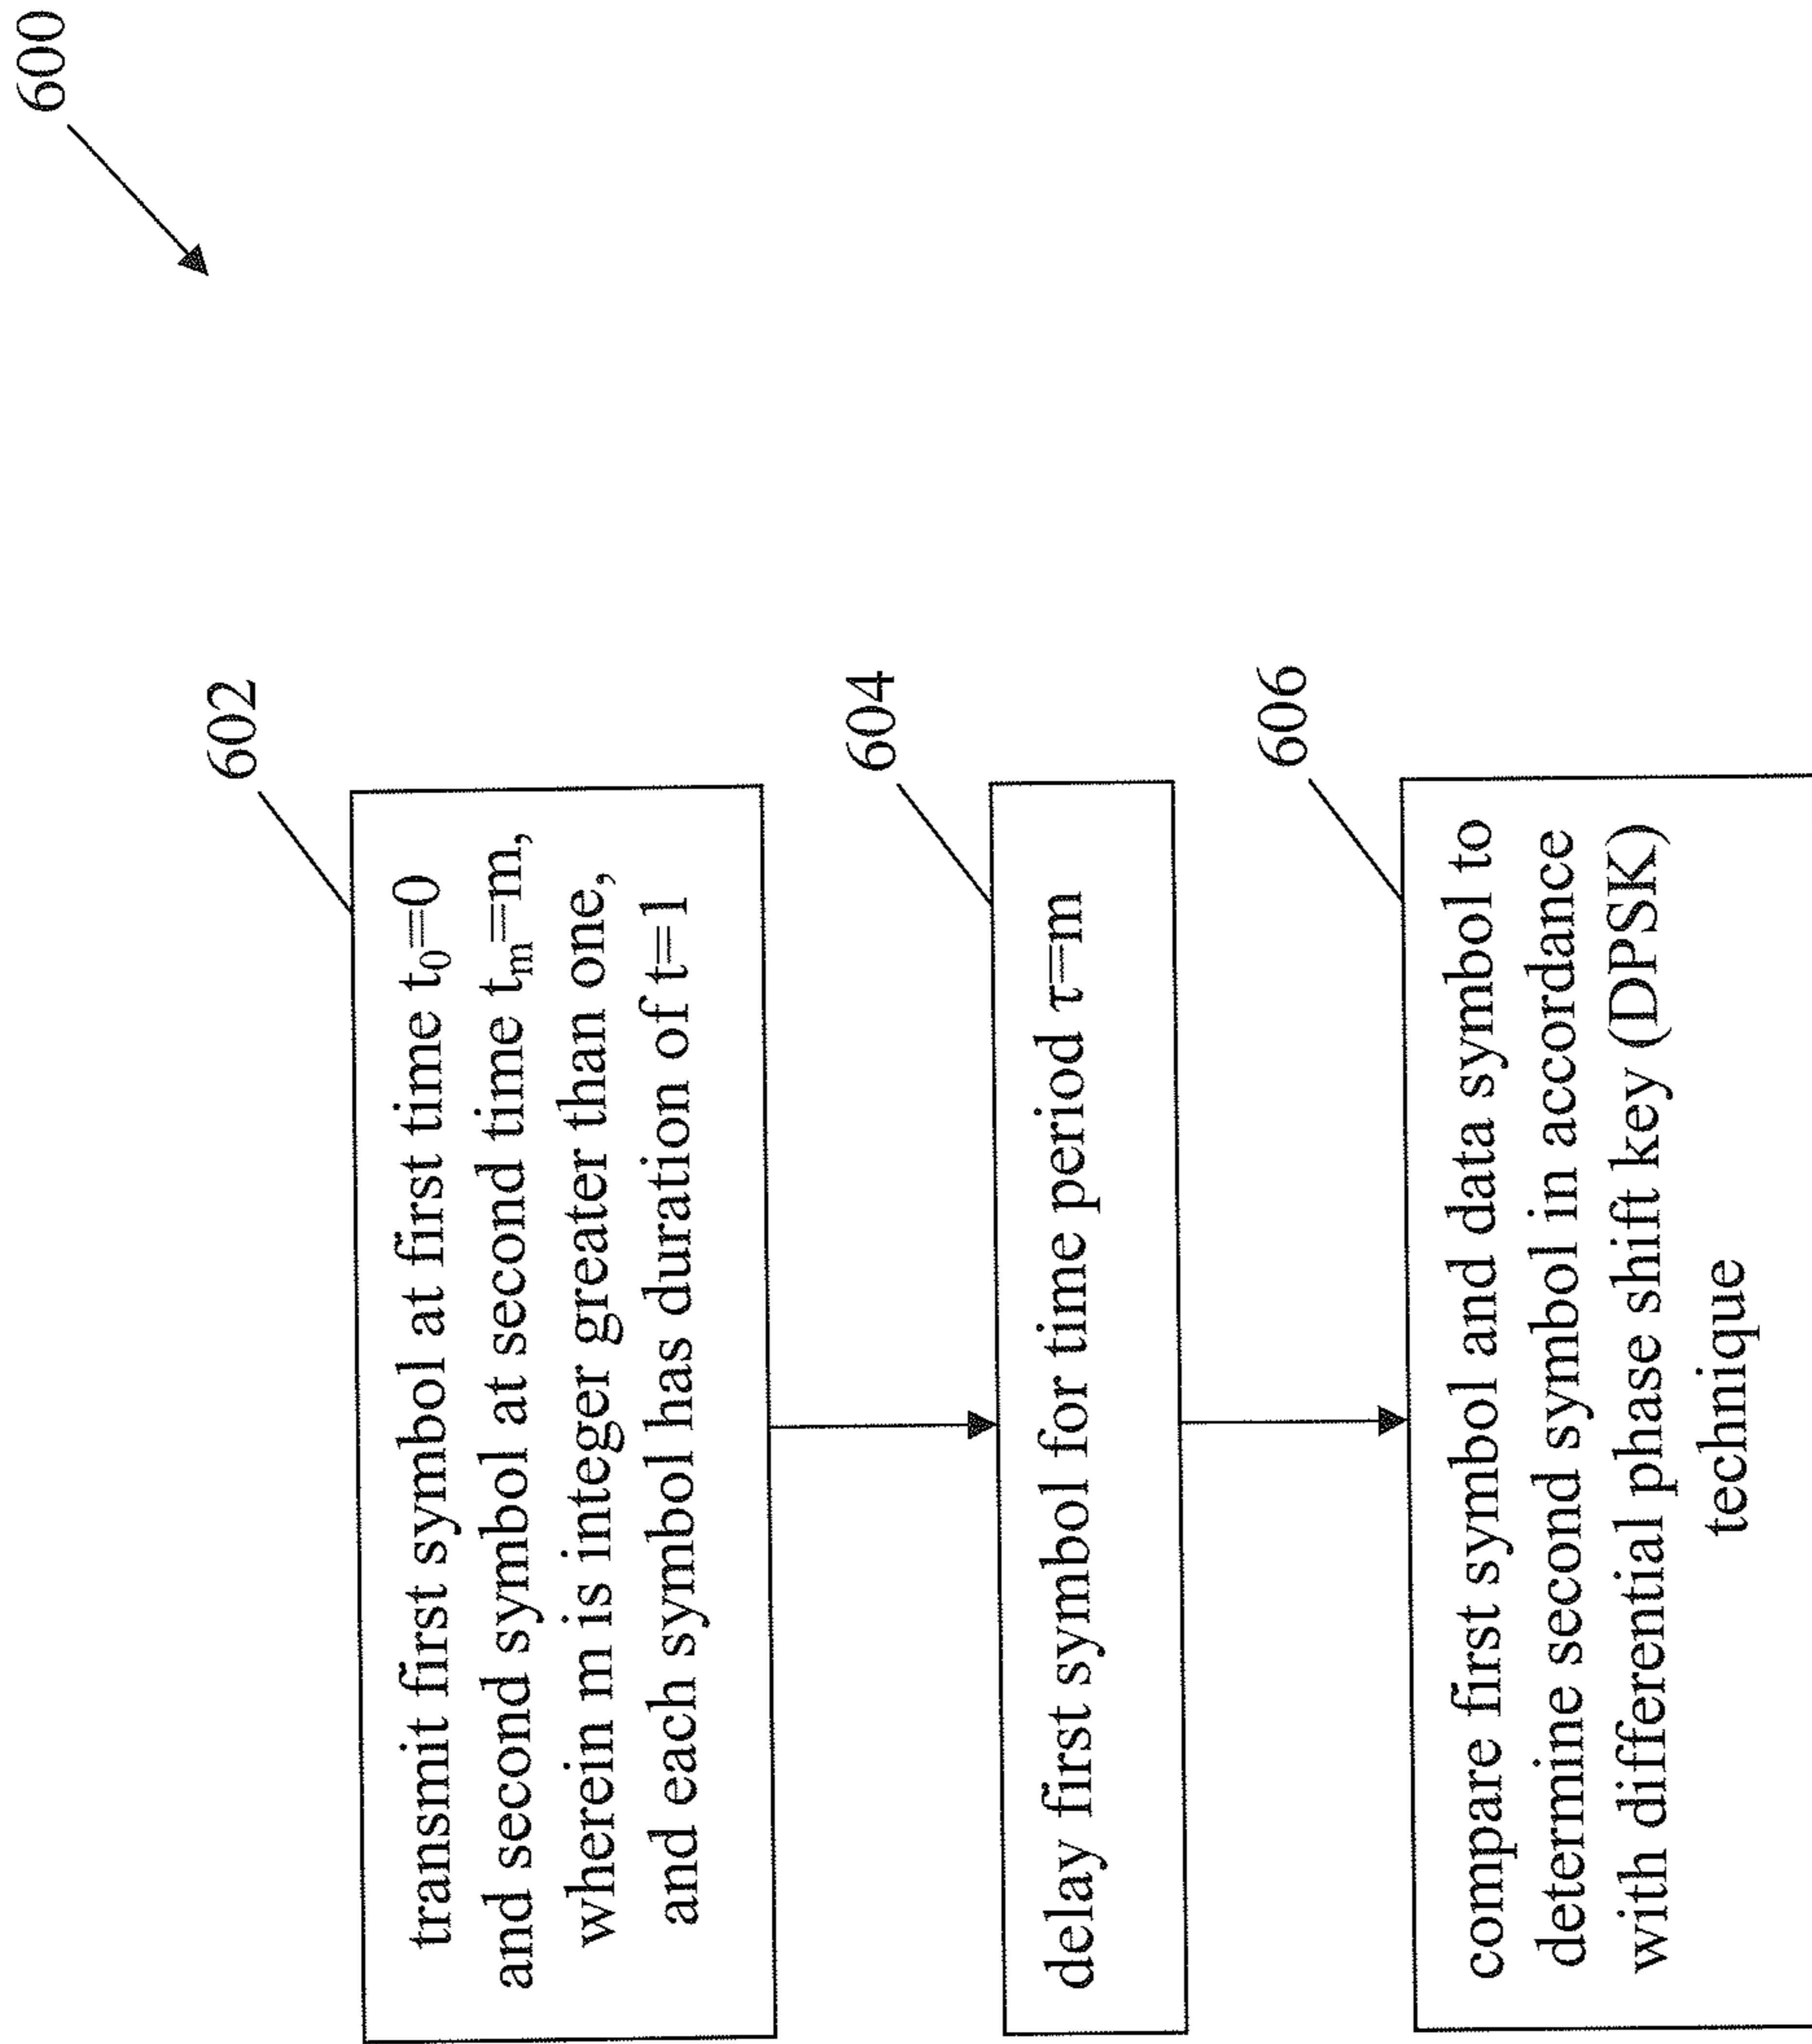 600
602
transmit first symbol at first time t₀=0
and second symbol at second time tₘ=m,
wherein m is integer greater than one,
and each symbol has duration of t=1
604
delay first symbol for time period τ=m
606
compare first symbol and data symbol to
determine second symbol in accordance
with differential phase shift key (DPSK)
technique